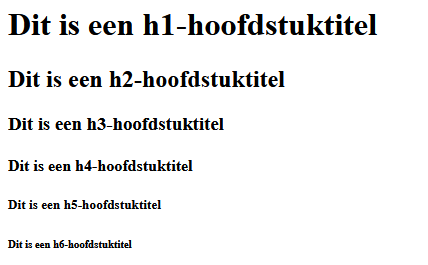 Dit is een h1-hoofdstuktitel
Dit is een h2-hoofdstuktitel
Dit is een h3-hoofdstuktitel
Dit is een h4-hoofdstuktitel
Dit is een h5-hoofdstuktitel
Dit is een h6-hoofdstuktitel